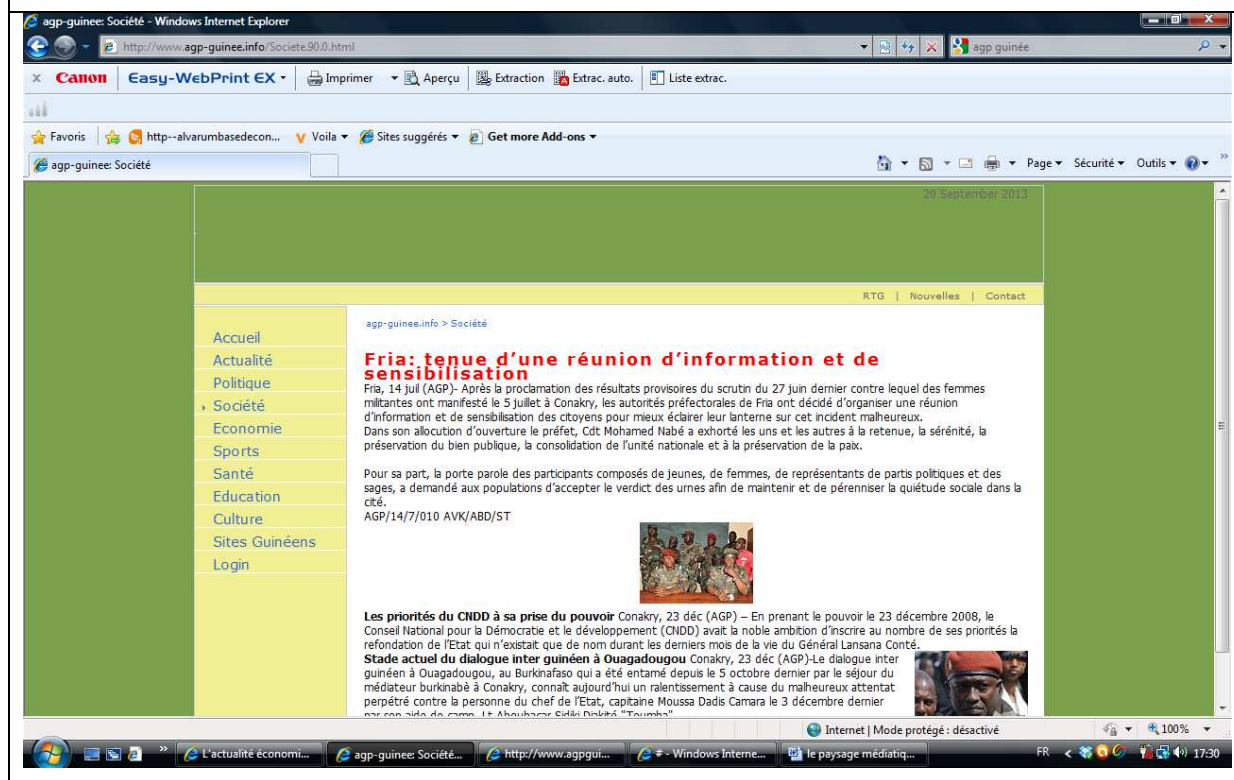 agp-guinee: Société - Windows Internet Explorer
http://www.agp-guinee.info/Societe.90.0.html
agp guinée
x Canon Easy-WebPrint EX Imprimer Aperçu Extraction Extrac. auto. Liste extrac.
Favoris http--alvarumbasedecon... Voila Sites suggérés Get more Add-ons
agp-guinee: Société
Page Sécurité Outils
20 September 2013
RTG | Nouvelles | Contact
Accueil
Actualité
Politique
Société
Economie
Sports
Santé
Education
Culture
Sites Guinéens
Login
agp-guinee.info > Société
Fria: tenue d'une réunion d'information et de
sensibilisation
Fria, 14 juil (AGP)- Après la proclamation des résultats provisoires du scrutin du 27 juin dernier contre lequel des femmes
militantes ont manifesté le 5 juillet à Conakry, les autorités préfectorales de Fria ont décidé d'organiser une réunion
d'information et de sensibilisation des citoyens pour mieux éclairer leur lanterne sur cet incident malheureux.
Dans son allocution d'ouverture le préfet, Cdt Mohamed Nabé a exhorté les uns et les autres à la retenue, la sérénité, la
préservation du bien publique, la consolidation de l'unité nationale et à la préservation de la paix.
Pour sa part, la porte parole des participants composés de jeunes, de femmes, de représentants de partis politiques et des
sages, a demandé aux populations d'accepter le verdict des urnes afin de maintenir et de pérenniser la quiétude sociale dans la
cité.
AGP/14/7/010 AVK/ABD/ST
Les priorités du CNDD à sa prise du pouvoir Conakry, 23 déc (AGP) – En prenant le pouvoir le 23 décembre 2008, le
Conseil National pour la Démocratie et le développement (CNDD) avait la noble ambition d'inscrire au nombre de ses priorités la
refondation de l'Etat qui n'existait que de nom durant les derniers mois de la vie du Général Lansana Conté.
Stade actuel du dialogue inter guinéen à Ouagadougou Conakry, 23 déc (AGP)-Le dialogue inter
guinéen à Ouagadougou, au Burkinafaso qui a été entamé depuis le 5 octobre dernier par le séjour du
médiateur burkinabè à Conakry, connaît aujourd'hui un ralentissement à cause du malheureux attentat
perpétré contre la personne du chef de l'Etat, capitaine Moussa Dadis Camara le 3 décembre dernier
par son aide de camp, Lt Aboubacar Sidiki Diakité "Toumba"
Internet | Mode protégé : désactivé
100%
L'actualité économi... agp-guinee: Société... http://www.agpgui... # - Windows Interne... le paysage médiatiq...
FR 17:30